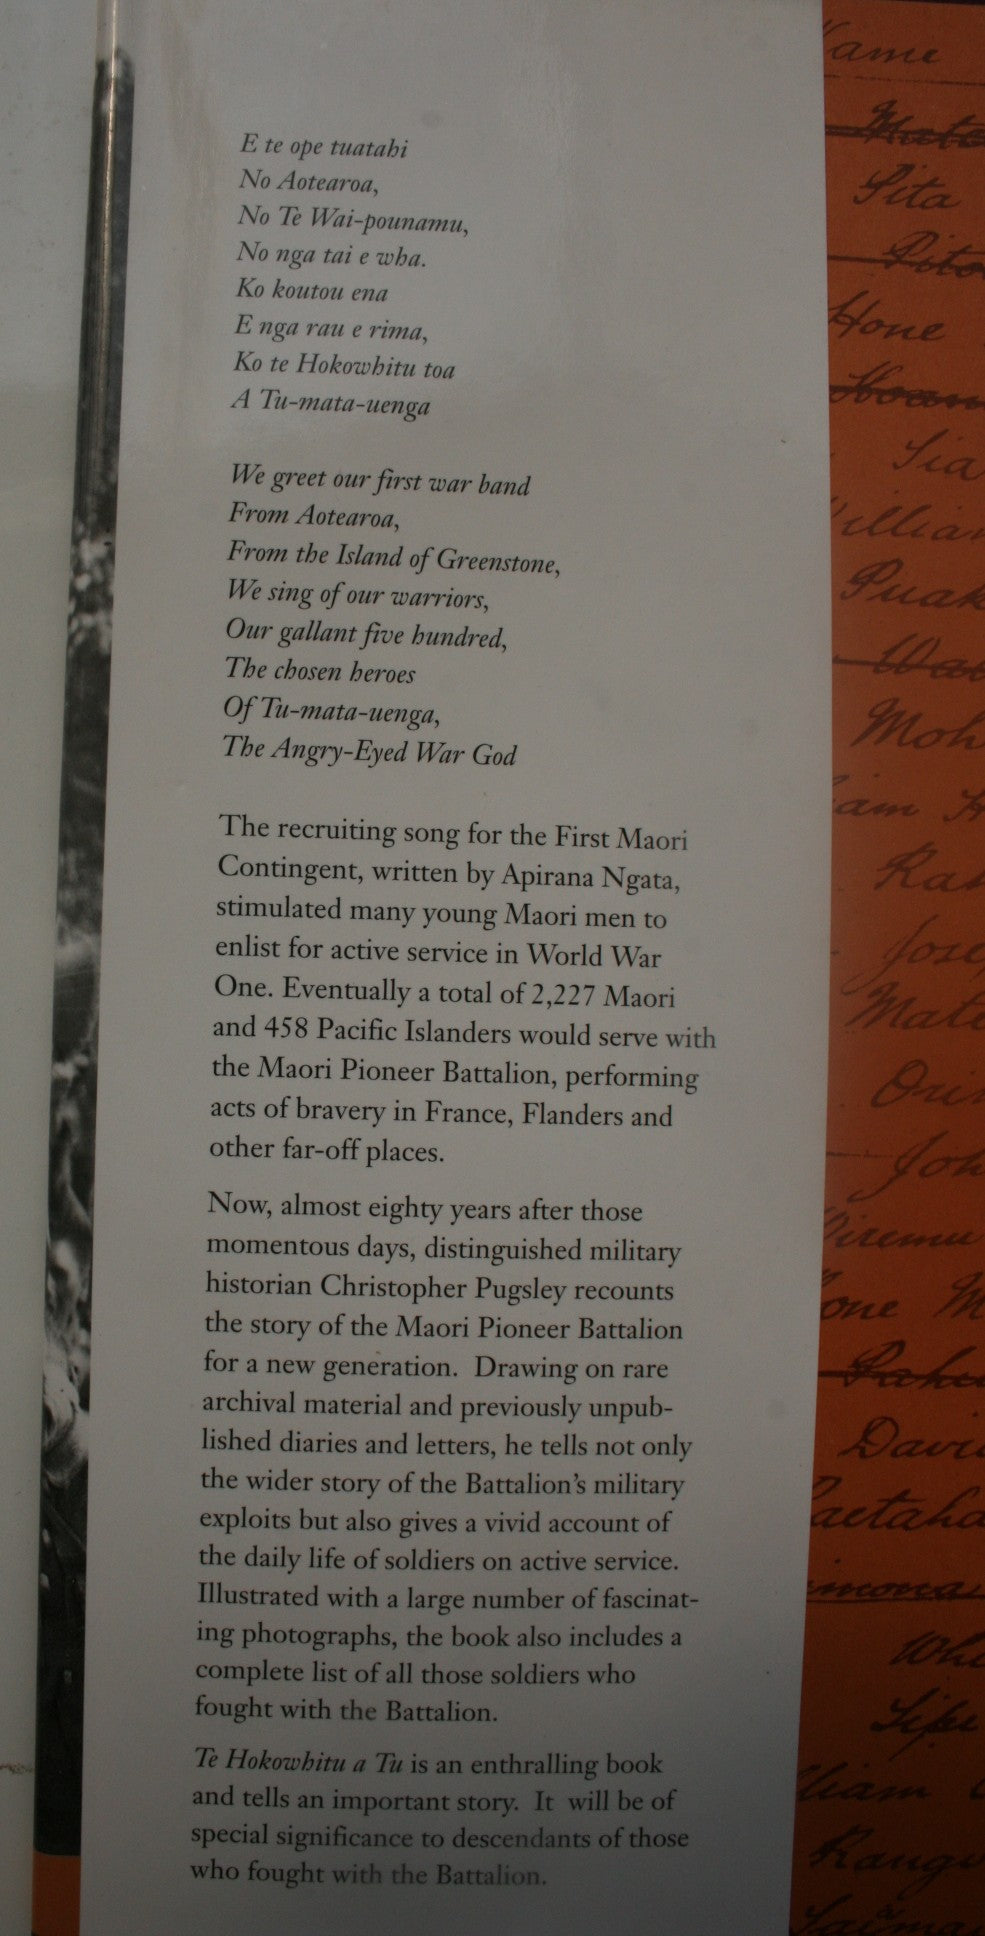 E te ope tuatahi
No Aotearoa,
No Te Wai-pounamu,
No nga tai e wha.
Ko koutou ena
E nga rau e rima,
Ko te Hokowhitu toa
A Tu-mata-uenga
We greet our first war band
From Aotearoa,
From the Island of Greenstone,
We sing of our warriors,
Our gallant five hundred,
The chosen heroes
Of Tu-mata-uenga,
The Angry-Eyed War God
The recruiting song for the First Maori
Contingent, written by Apirana Ngata,
stimulated many young Maori men to
enlist for active service in World War
One. Eventually a total of 2,227 Maori
and 458 Pacific Islanders would serve with
the Maori Pioneer Battalion, performing
acts of bravery in France, Flanders and
other far-off places.
Now, almost eighty years after those
momentous days, distinguished military
historian Christopher Pugsley recounts
the story of the Maori Pioneer Battalion
for a new generation. Drawing on rare
archival material and previously unpub-
lished diaries and letters, he tells not only
the wider story of the Battalion's military
exploits but also gives a vivid account of
the daily life of soldiers on active service.
Illustrated with a large number of fascinat-
ing photographs, the book also includes a
complete list of all those soldiers who
fought with the Battalion.
Te Hokowhitu a Tu is an enthralling book
and tells an important story. It will be of
special significance to descendants of those
who fought with the Battalion.
Pita
Hone